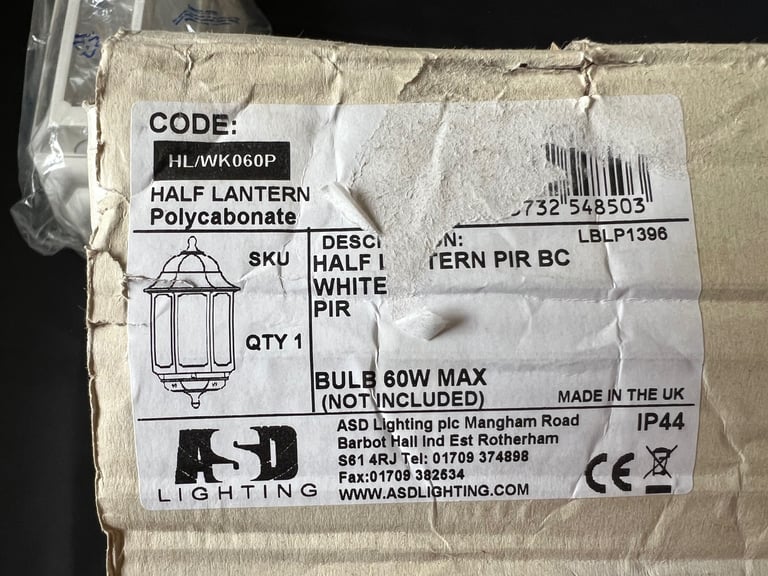 CODE:
HL/WK060P
HALF LANTERN
Polycabonate
732 548503
SKU
LBLP1396
HALF TERN PIR BC
WHITE
PIR
QTY 1
BULB 60W MAX
(NOT INCLUDED)
MADE IN THE UK
ASD
LIGHTING
ASD Lighting plc Mangham Road
Barbot Hall Ind Est Rotherham
S61 4RJ Tel: 01709 374898
Fax:01709 382534
WWW.ASDLIGHTING.COM
IP44
CE